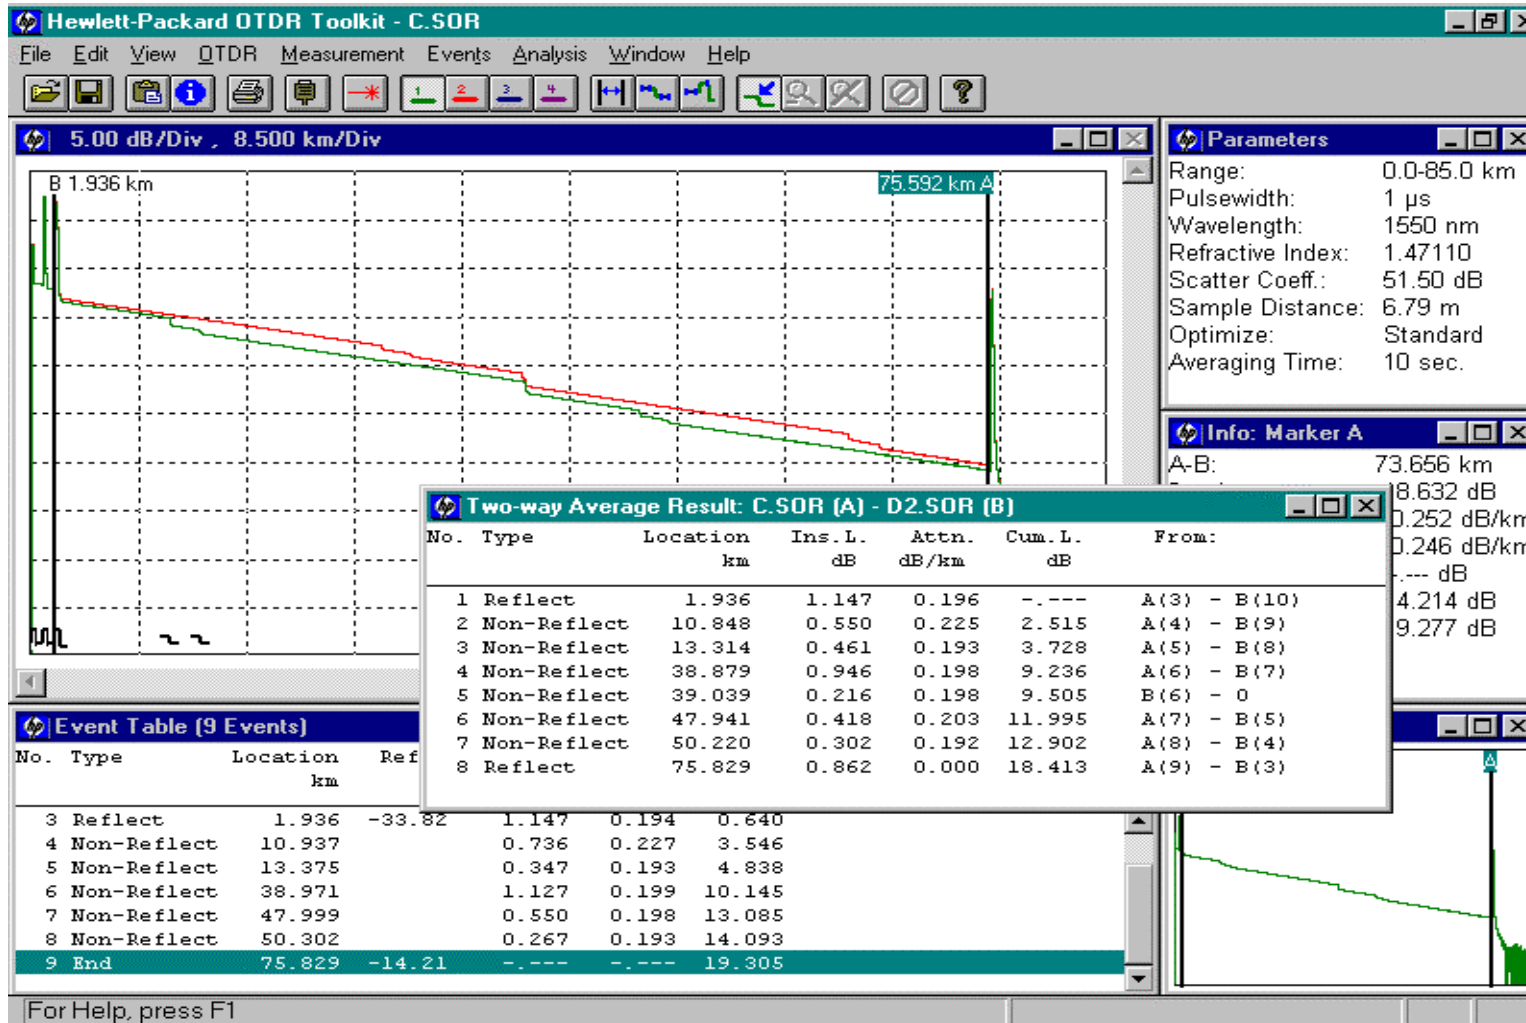 Hewlett-Packard OTDR Toolkit - C.SOR
File Edit View OTDR Measurement Events Analysis Window Help
1 2 3 4
5.00 dB/Div , 8.500 km/Div
B 1.936 km
75.592 km A
Parameters
Range: 0.0-85.0 km
Pulsewidth: 1 µs
Wavelength: 1550 nm
Refractive Index: 1.47110
Scatter Coeff.: 51.50 dB
Sample Distance: 6.79 m
Optimize: Standard
Averaging Time: 10 sec.
Info: Marker A
A-B: 73.656 km
8.632 dB
0.252 dB/km
0.246 dB/km
-.--- dB
4.214 dB
9.277 dB
Two-way Average Result: C.SOR (A) - D2.SOR (B)
No. Type Location Ins.L. Attn. Cum.L. From:
km dB dB/km dB
1 Reflect 1.936 1.147 0.196 -.--- A(3) - B(10)
2 Non-Reflect 10.848 0.550 0.225 2.515 A(4) - B(9)
3 Non-Reflect 13.314 0.461 0.193 3.728 A(5) - B(8)
4 Non-Reflect 38.879 0.946 0.198 9.236 A(6) - B(7)
5 Non-Reflect 39.039 0.216 0.198 9.505 B(6) - 0
6 Non-Reflect 47.941 0.418 0.203 11.995 A(7) - B(5)
7 Non-Reflect 50.220 0.302 0.192 12.902 A(8) - B(4)
8 Reflect 75.829 0.862 0.000 18.413 A(9) - B(3)
Event Table (9 Events)
No. Type Location Ref
km
3 Reflect 1.936 -33.82 1.147 0.194 0.640
4 Non-Reflect 10.937 0.736 0.227 3.546
5 Non-Reflect 13.375 0.347 0.193 4.838
6 Non-Reflect 38.971 1.127 0.199 10.145
7 Non-Reflect 47.999 0.550 0.198 13.085
8 Non-Reflect 50.302 0.267 0.193 14.093
9 End 75.829 -14.21 -.--- -.--- 19.305
A
For Help, press F1